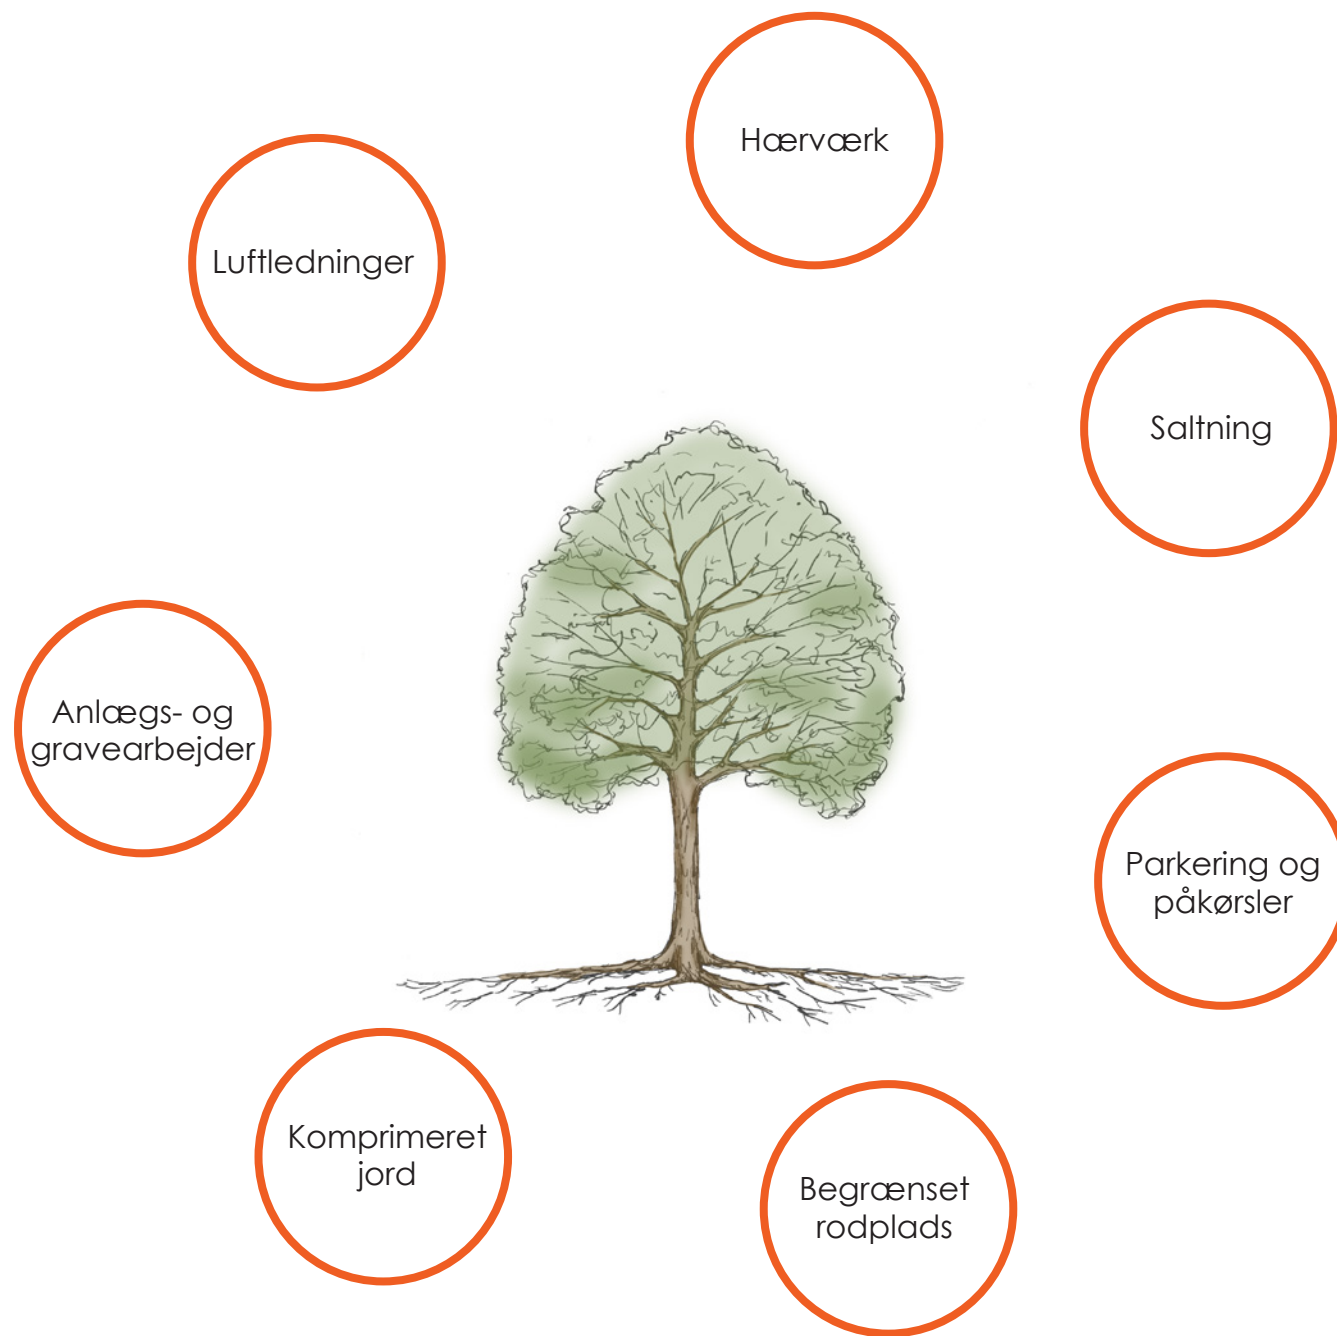 Hærværk
Luftledninger
Saltning
Anlægs- og
gravearbejder
Parkering og
påkørsler
Komprimeret
jord
Begrænset
rodplads